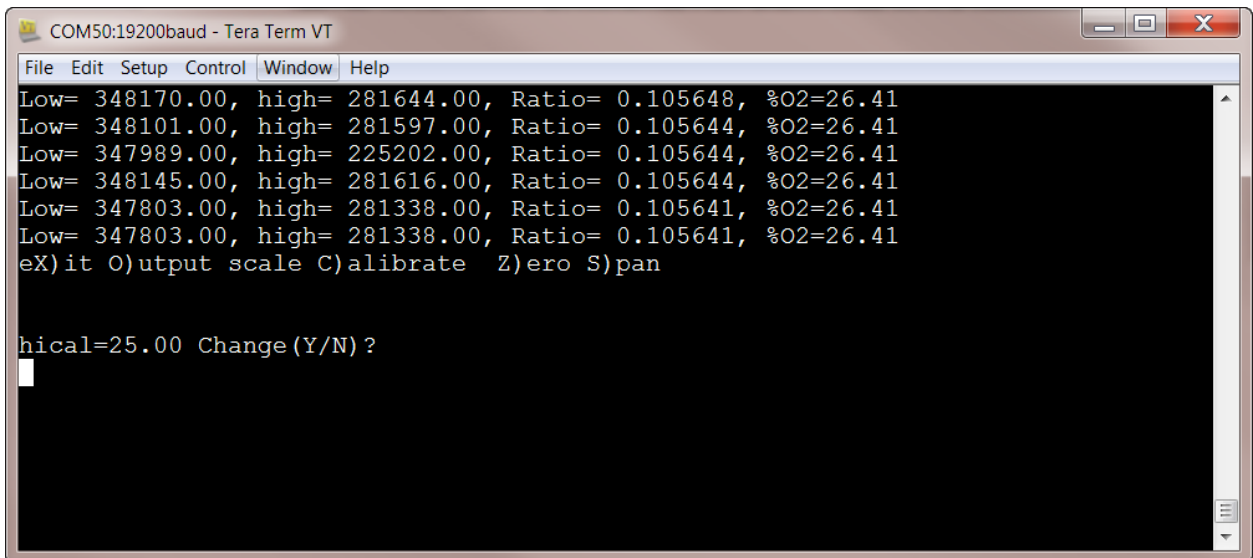 COM50:19200baud - Tera Term VT
File Edit Setup Control Window Help
Low= 348170.00, high= 281644.00, Ratio= 0.105648, %O2=26.41
Low= 348101.00, high= 281597.00, Ratio= 0.105644, %O2=26.41
Low= 347989.00, high= 225202.00, Ratio= 0.105644, %O2=26.41
Low= 348145.00, high= 281616.00, Ratio= 0.105644, %O2=26.41
Low= 347803.00, high= 281338.00, Ratio= 0.105641, %O2=26.41
Low= 347803.00, high= 281338.00, Ratio= 0.105641, %O2=26.41
eX)it O)utput scale C)alibrate  Z)ero S)pan
hical=25.00 Change(Y/N)?